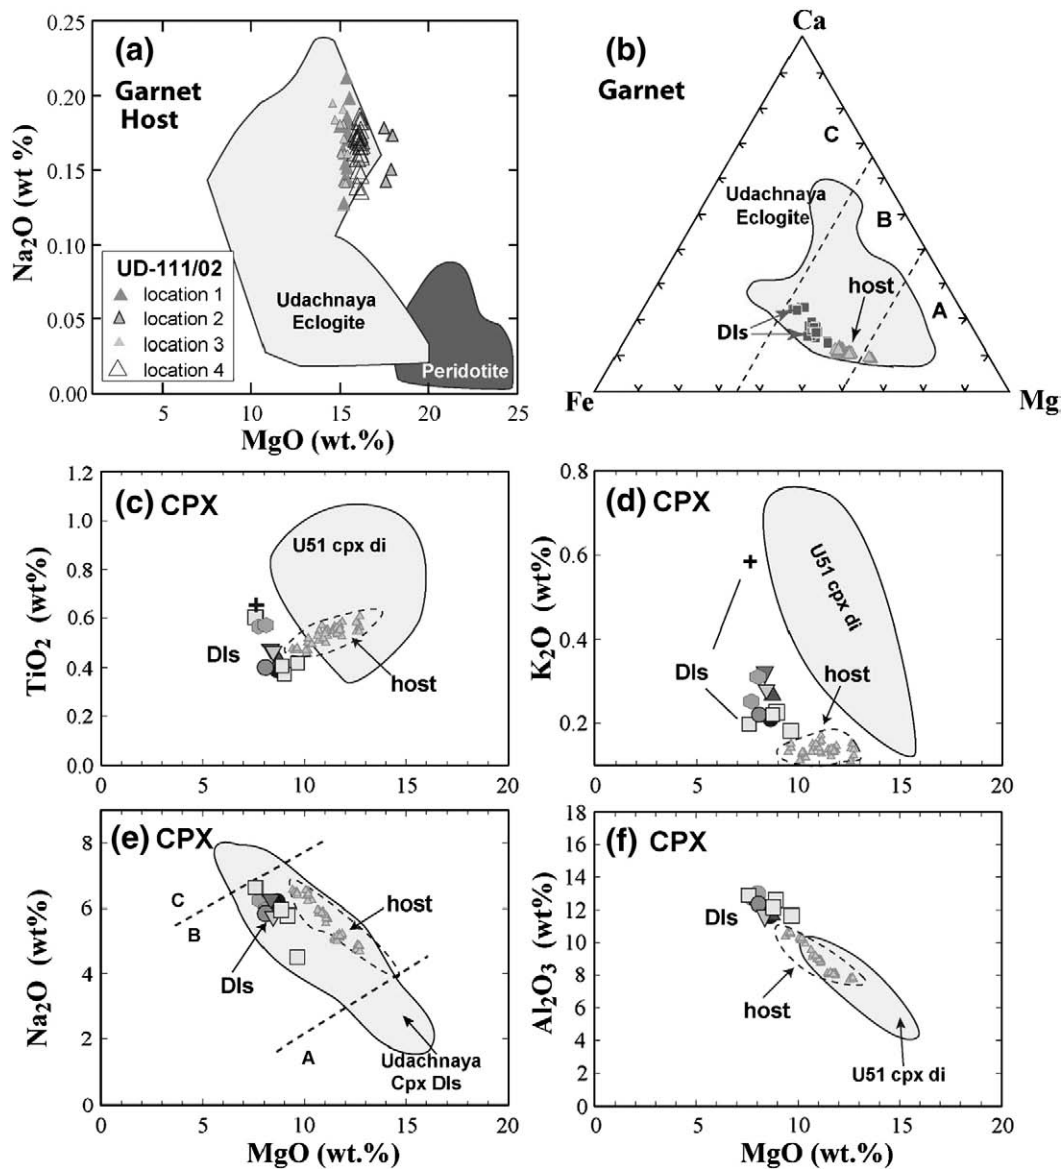 (a)
Garnet
Host
0.25
0.20
0.15
0.10
0.05
0.00
Na2O (wt %)
UD-111/02
location 1
location 2
location 3
location 4
Udachnaya
Eclogite
Peridotite
5
10
15
20
25
MgO (wt.%)
(b)
Garnet
Ca
C
Udachnaya
Eclogite
B
host
A
DIs
Fe
Mg
(c) CPX
1.2
1.0
0.8
0.6
0.4
0.2
0.0
TiO2 (wt%)
U51 cpx di
DIs
host
0
5
10
15
20
(d) CPX
0.8
0.6
0.4
0.2
K2O (wt%)
U51 cpx di
DIs
host
0
5
10
15
20
(e) CPX
8
6
4
2
0
Na2O (wt%)
C
B
host
DIs
A
Udachnaya
Cpx DIs
0
5
10
15
20
MgO (wt.%)
(f) CPX
18
16
14
12
10
8
6
4
2
0
Al2O3 (wt%)
DIs
host
U51 cpx di
0
5
10
15
20
MgO (wt.%)